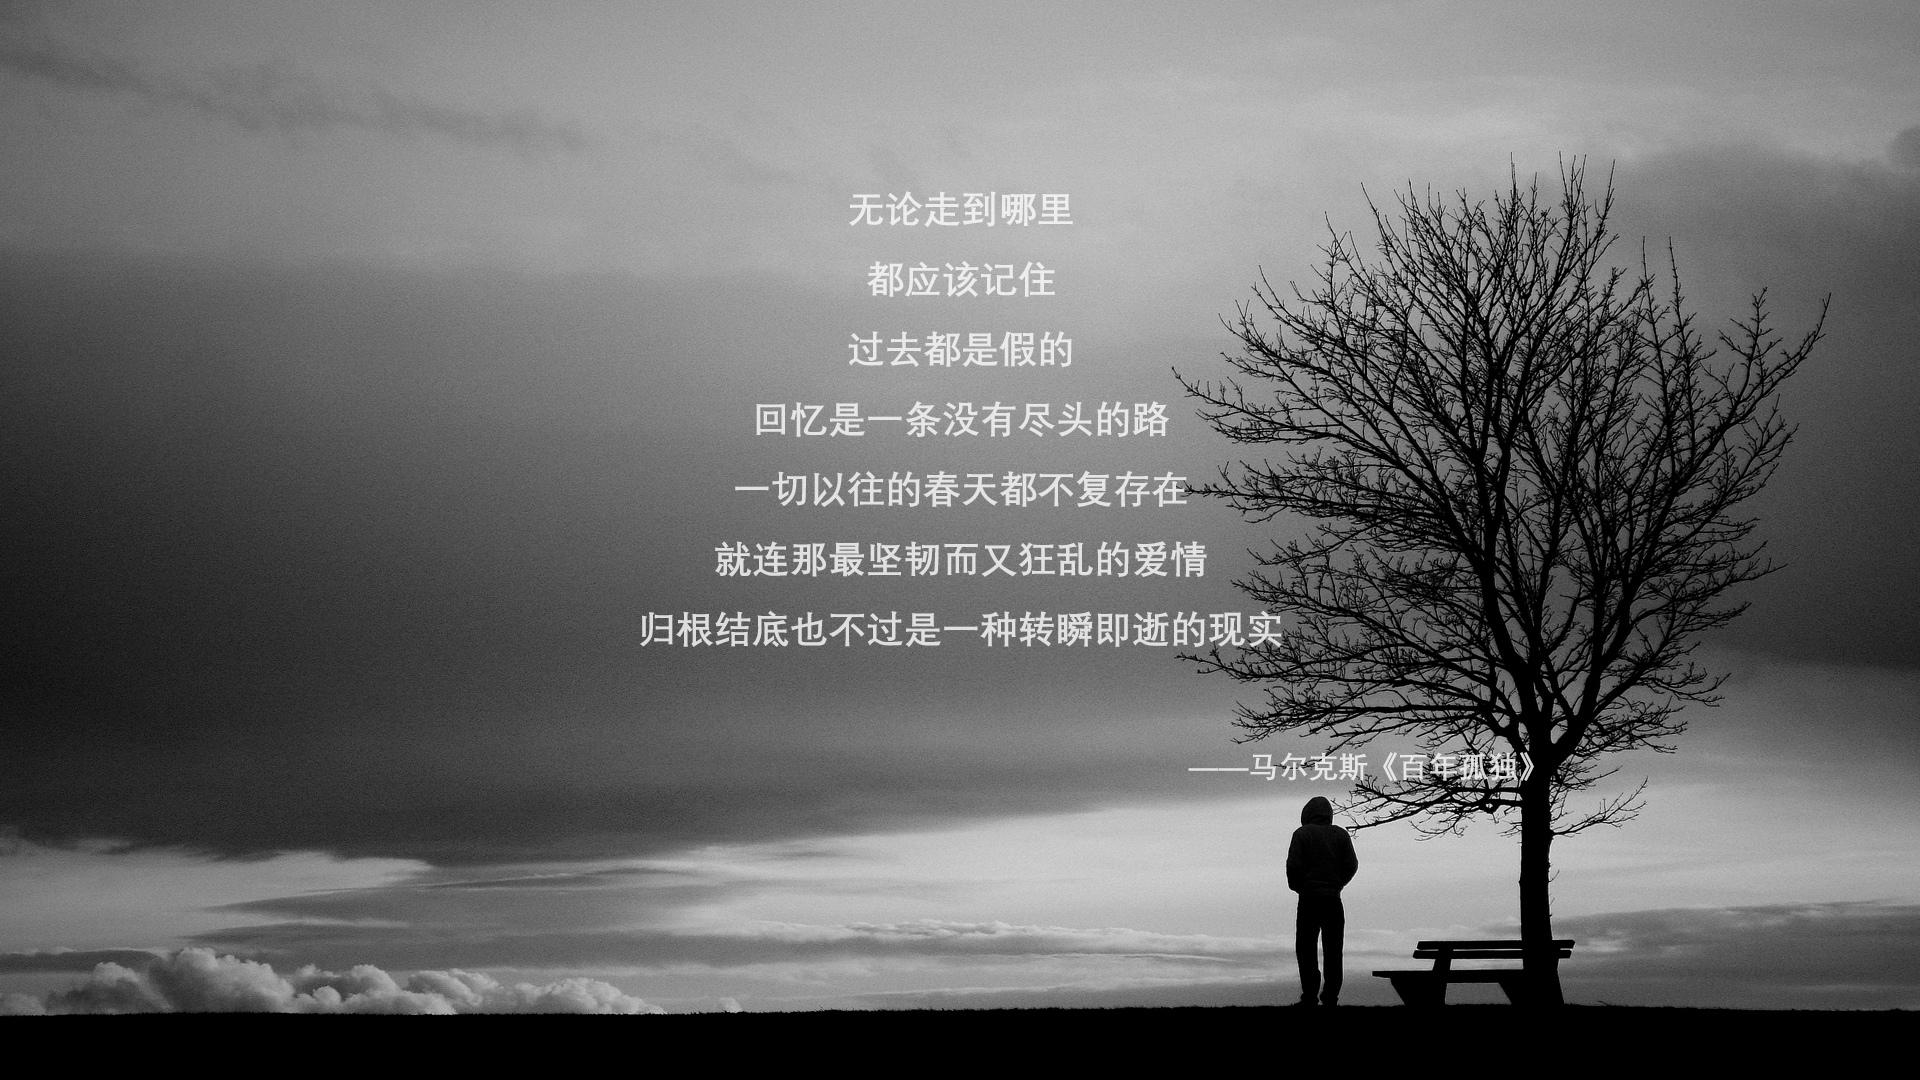 无论走到哪里
都应该记住
过去都是假的
回忆是一条没有尽头的路
一切以往的春天都不复存在
就连那最坚韧而又狂乱的爱情
归根结底也不过是一种转瞬即逝的现实
——马尔克斯《百年孤独》